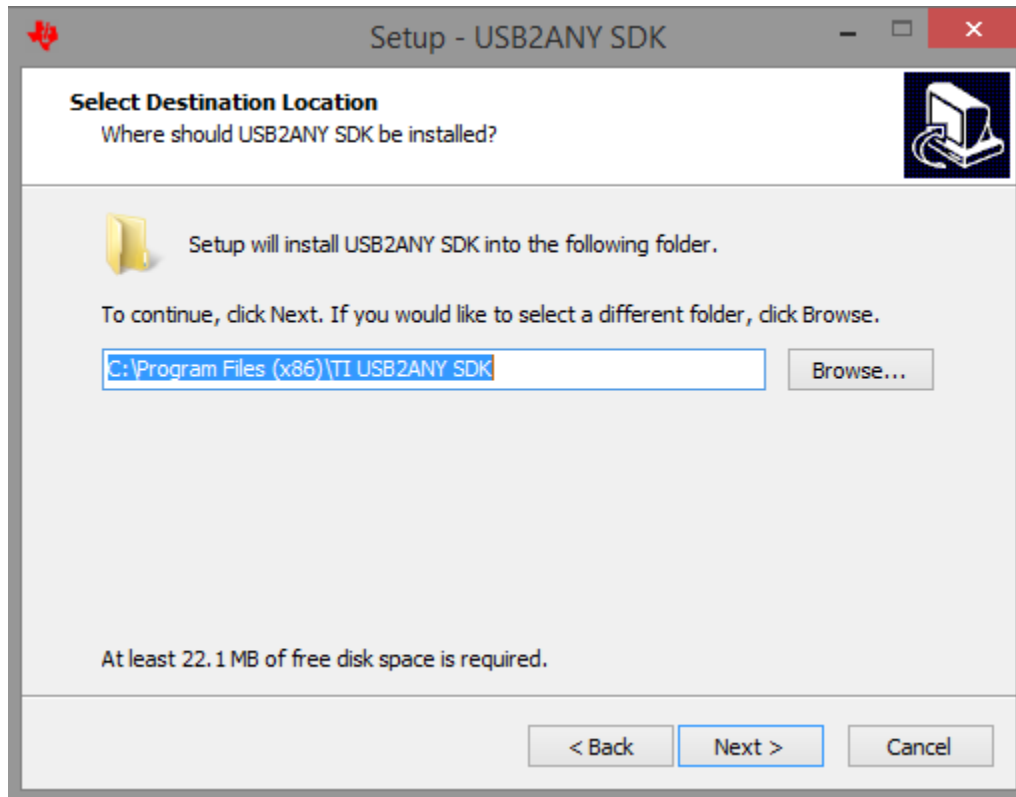 Setup - USB2ANY SDK
Select Destination Location
Where should USB2ANY SDK be installed?
Setup will install USB2ANY SDK into the following folder.
To continue, click Next. If you would like to select a different folder, click Browse.
C:\Program Files (x86)\TI USB2ANY SDK
Browse...
At least 22.1 MB of free disk space is required.
< Back
Next >
Cancel